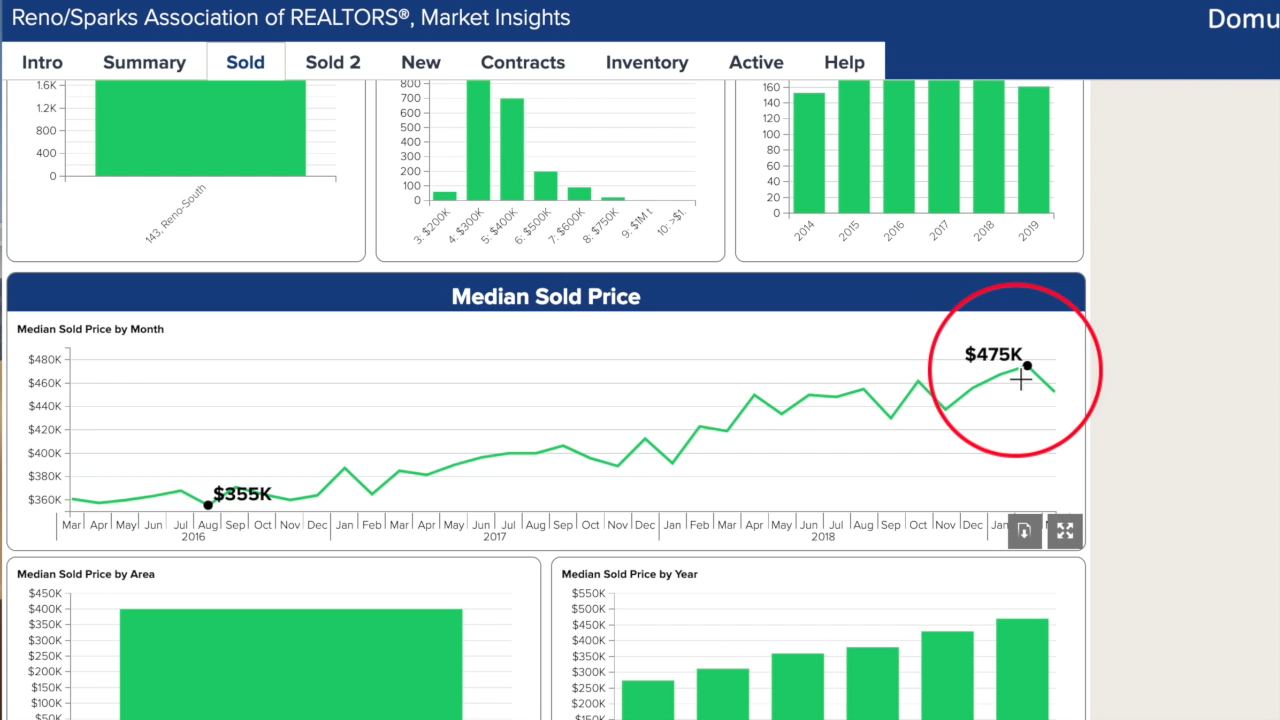 Reno/Sparks Association of REALTORS®, Market Insights
Domu
Intro Summary Sold Sold 2 New Contracts Inventory Active Help
1.6K
1.2K
800
400
0
143, Reno-South
800
700
600
500
400
300
200
100
0
3: $200K 4: $300K 5: $400K 6: $500K 7: $600K 8: $750K 9: $1M t.. 10: >$1..
160
140
120
100
80
60
40
20
0
2014 2015 2016 2017 2018 2019
Median Sold Price
Median Sold Price by Month
$480K
$460K
$440K
$420K
$400K
$380K
$360K
$475K
$355K
Mar Apr May Jun Jul Aug Sep Oct Nov Dec Jan Feb Mar Apr May Jun Jul Aug Sep Oct Nov Dec Jan Feb Mar Apr May Jun Jul Aug Sep Oct Nov Dec Jan
2016 2017 2018
Median Sold Price by Area
$450K
$400K
$350K
$300K
$250K
$200K
$150K
$100K
$50K
Median Sold Price by Year
$550K
$500K
$450K
$400K
$350K
$300K
$250K
$200K
$150K